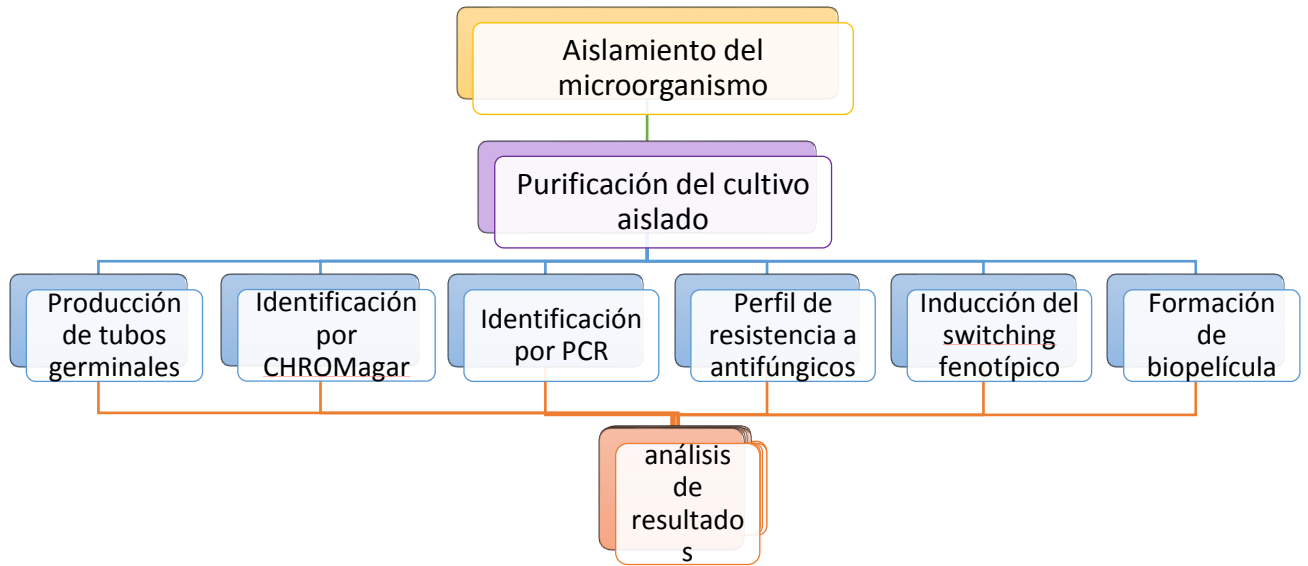 Aislamiento del
microorganismo
Purificación del cultivo
aislado
Producción
de tubos
germinales
Identificación
por
CHROMagar
Identificación
por PCR
Perfil de
resistencia a
antifúngicos
Inducción del
switching
fenotípico
Formación
de
biopelícula
análisis
de
resultado
s